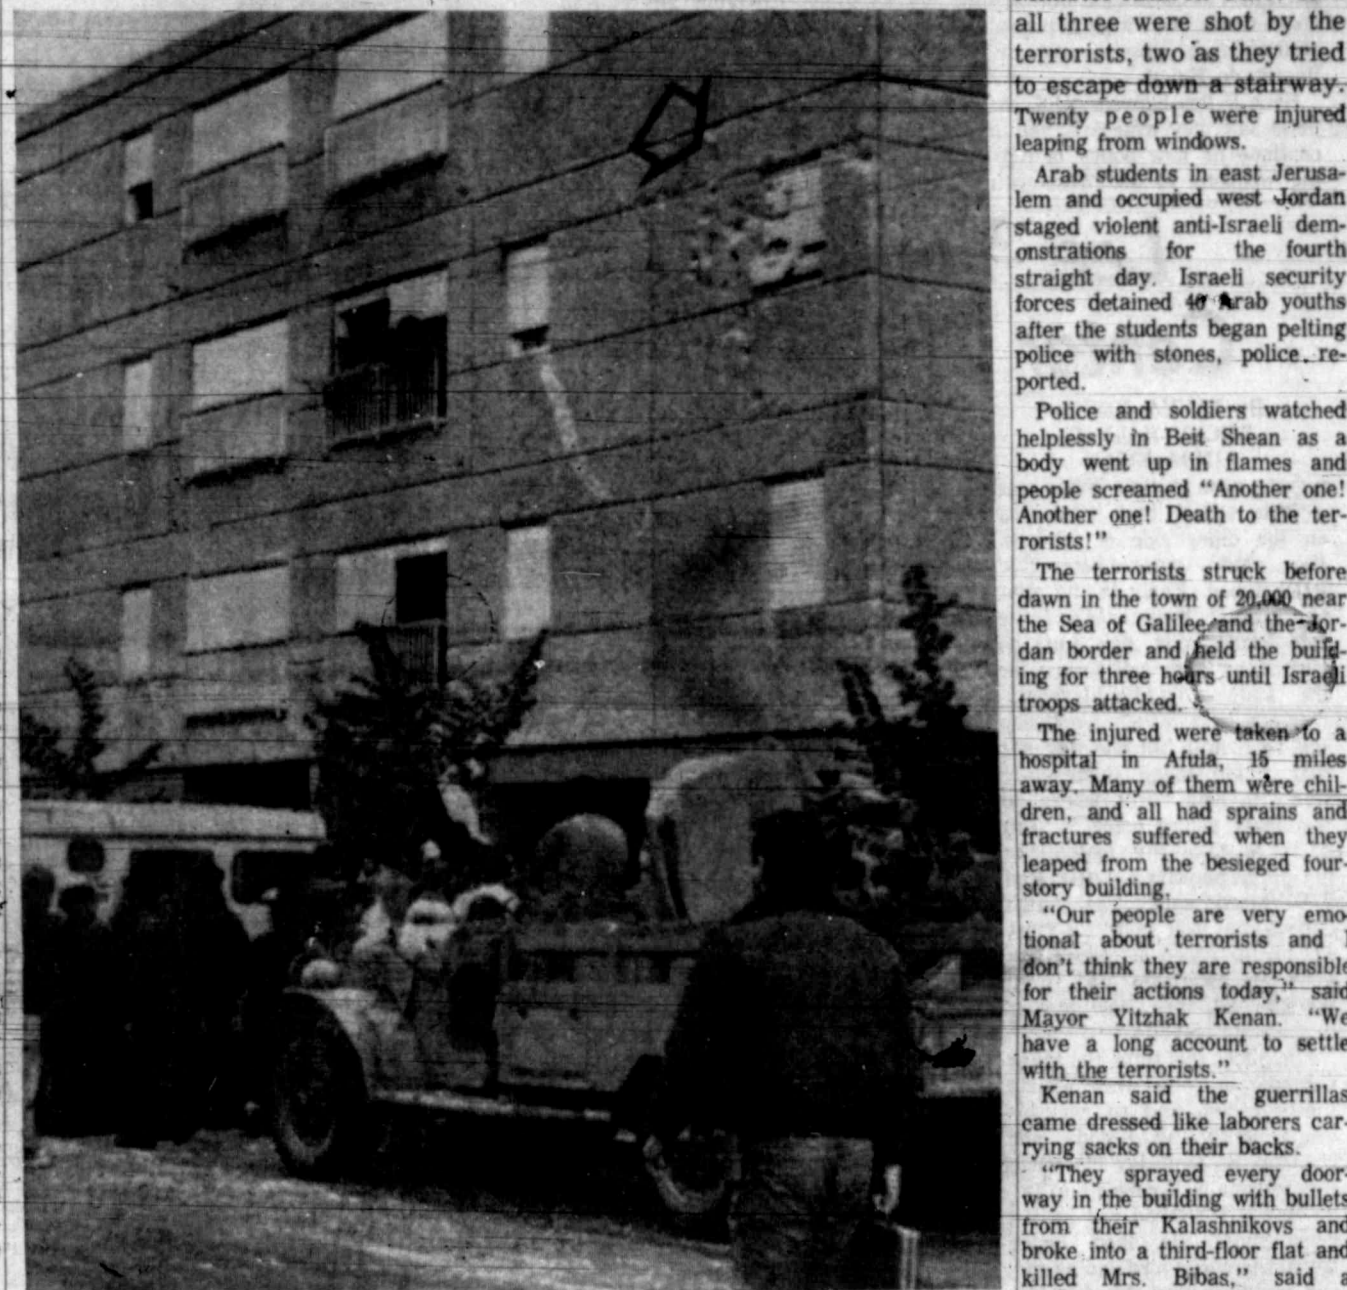 all three were shot by the
terrorists, two as they tried
to escape down a stairway.
Twenty people were injured
leaping from windows.
Arab students in east Jerusa-
lem and occupied west Jordan
staged violent anti-Israeli dem-
onstrations for the fourth
straight day. Israeli security
forces detained 40 Arab youths
after the students began pelting
police with stones, police re-
ported.
Police and soldiers watched
helplessly in Beit Shean as a
body went up in flames and
people screamed "Another one!
Another one! Death to the ter-
rorists!"
The terrorists struck before
dawn in the town of 20,000 near
the Sea of Galilee and the Jor-
dan border and held the build-
ing for three hours until Israeli
troops attacked.
The injured were taken to a
hospital in Afula, 15 miles
away. Many of them were chil-
dren, and all had sprains and
fractures suffered when they
leaped from the besieged four-
story building.
"Our people are very emo-
tional about terrorists and I
don't think they are responsible
for their actions today," said
Mayor Yitzhak Kenan. "We
have a long account to settle
with the terrorists."
Kenan said the guerrillas
came dressed like laborers car-
rying sacks on their backs.
"They sprayed every door-
way in the building with bullets
from their Kalashnikovs and
broke into a third-floor flat and
killed Mrs. Bibas," said a